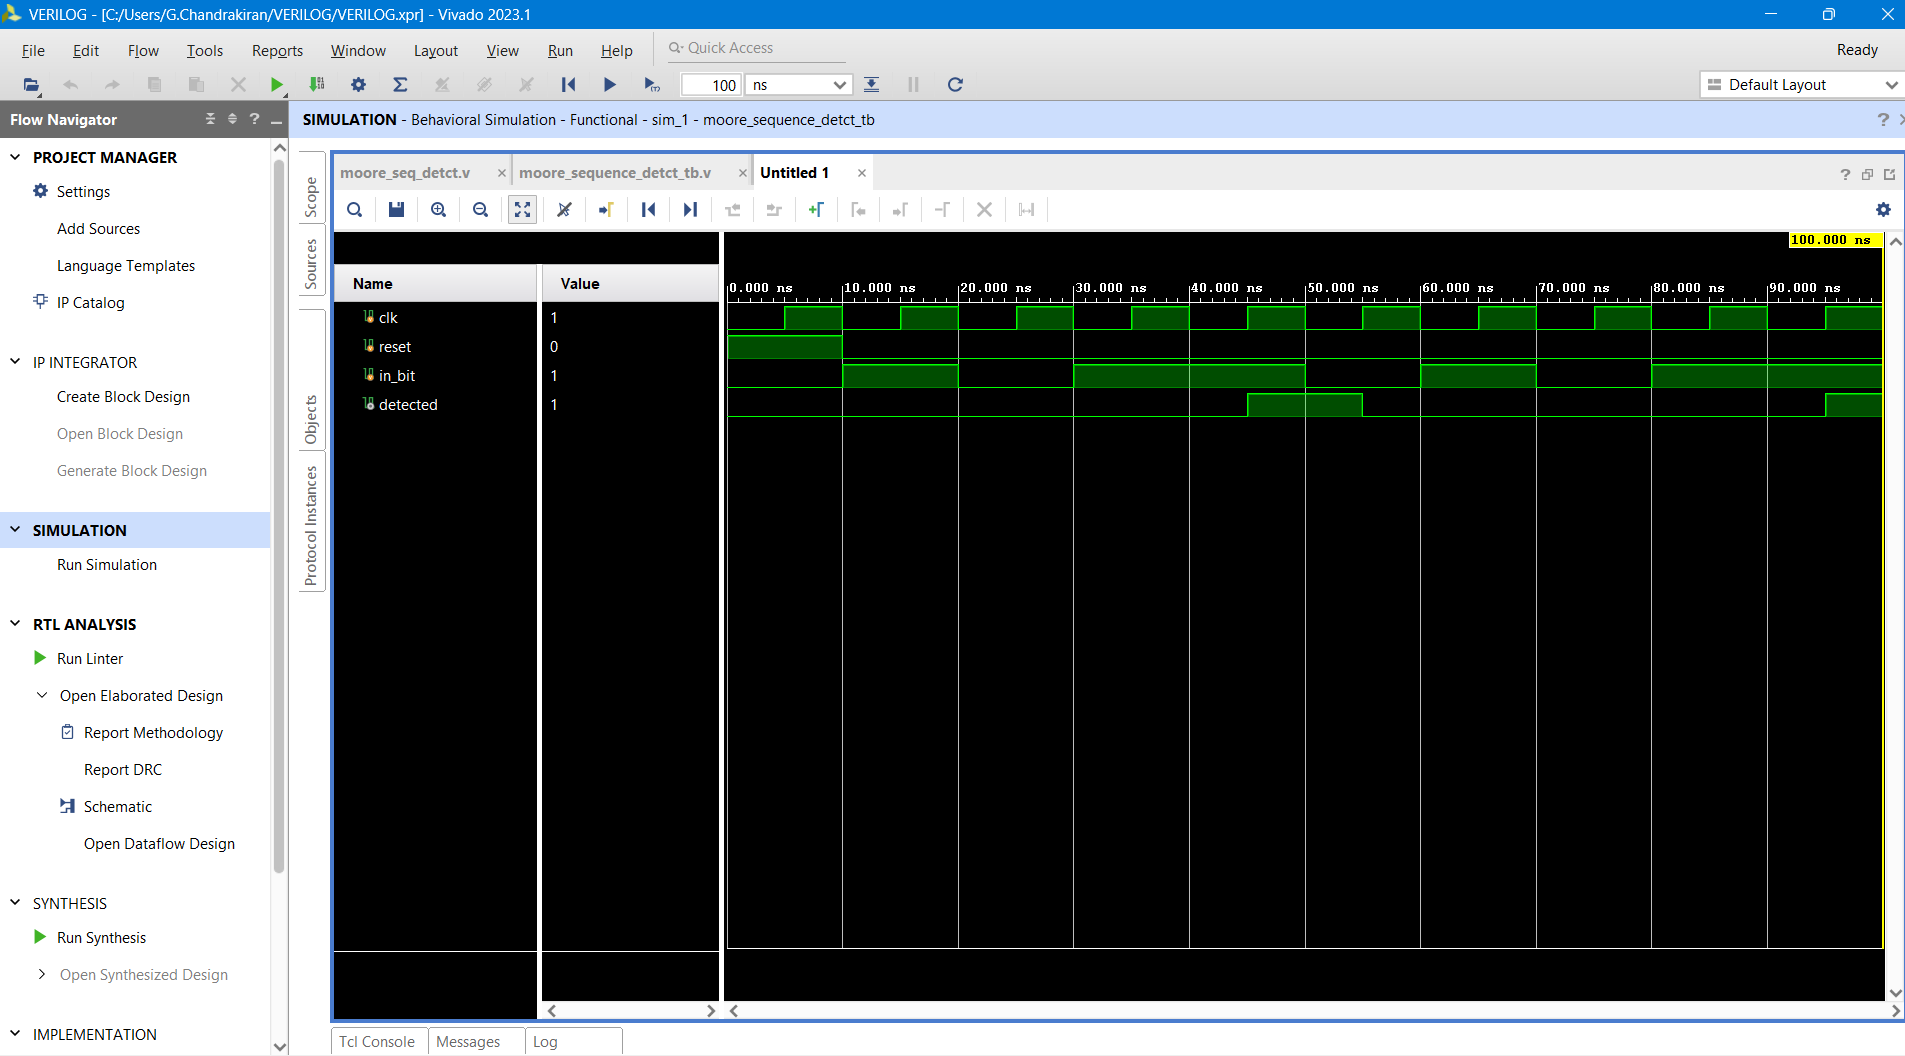 VERILOG - [C:/Users/G.Chandrakiran/VERILOG/VERILOG.xpr] - Vivado 2023.1
File Edit Flow Tools Reports Window Layout View Run Help Quick Access Ready
100 ns Default Layout
Flow Navigator
PROJECT MANAGER
Settings
Add Sources
Language Templates
IP Catalog
IP INTEGRATOR
Create Block Design
Open Block Design
Generate Block Design
SIMULATION
Run Simulation
RTL ANALYSIS
Run Linter
Open Elaborated Design
Report Methodology
Report DRC
Schematic
Open Dataflow Design
SYNTHESIS
Run Synthesis
Open Synthesized Design
IMPLEMENTATION
SIMULATION - Behavioral Simulation - Functional - sim_1 - moore_sequence_detct_tb
Scope
Sources
Objects
Protocol Instances
moore_seq_detct.v moore_sequence_detct_tb.v Untitled 1
100.000 ns
Name Value
0.000 ns 10.000 ns 20.000 ns 30.000 ns 40.000 ns 50.000 ns 60.000 ns 70.000 ns 80.000 ns 90.000 ns
clk 1
reset 0
in_bit 1
detected 1
Tcl Console Messages Log